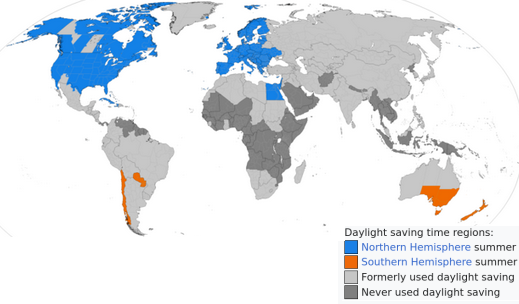 Daylight saving time regions:
Northern Hemisphere summer
Southern Hemisphere summer
Formerly used daylight saving
Never used daylight saving